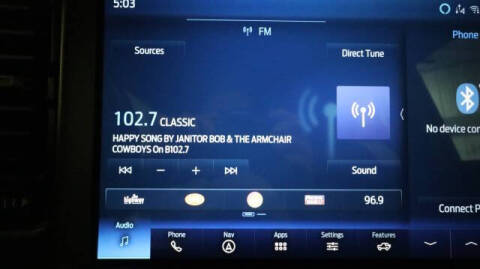 5:03
FM
Phone
Sources
Direct Tune
102.7 CLASSIC
HAPPY SONG BY JANITOR BOB & THE ARMCHAIR
COWBOYS On B102.7
No device con
Sound
96.9
Connect P
Audio
Phone
Nav
Apps
Settings
Features